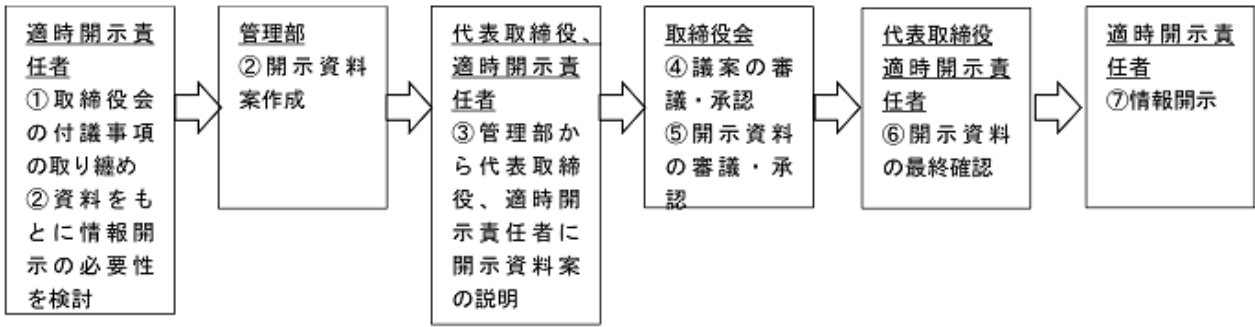 適時開示責
任者
①取締役会
の付議事項
の取り纏め
②資料をも
とに情報開
示の必要性
を検討
管理部
②開示資料
案作成
代表取締役、
適時開示責
任者
③管理部か
ら代表取締
役、適時開
示責任者に
開示資料案
の説明
取締役会
④議案の審
議・承認
⑤開示資料
の審議・承
認
代表取締役
適時開示責
任者
⑥開示資料
の最終確認
適時開示責
任者
⑦情報開示